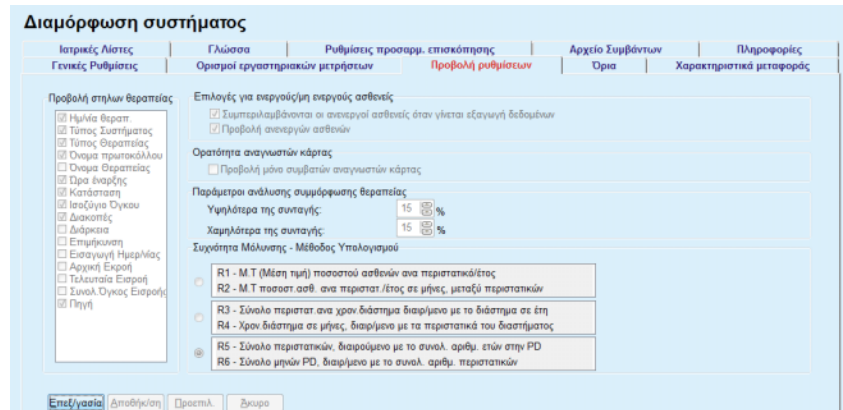 Διαμόρφωση συστήματος
Ιατρικές Λίστες
Γλώσσα
Ρυθμίσεις προσαρμ. επισκόπησης
Αρχείο Συμβάντων
Πληροφορίες
Γενικές Ρυθμίσεις
Ορισμοί εργαστηριακών μετρήσεων
Προβολή ρυθμίσεων
Όρια
Χαρακτηριστικά μεταφοράς
Προβολή στηλων θεραπείας
Ημ/νία θεραπ.
Τύπος Συστήματος
Τύπος Θεραπείας
Όνομα πρωτοκόλλου
Όνομα Θεραπείας
Ώρα έναρξης
Κατάσταση
Ισοζύγιο Όγκου
Διακοπές
Διάρκεια
Επιμήκυνση
Εισαγωγή Ημερ/νίας
Αρχική Εκροή
Τελευταία Εισροή
Συνολ.Όγκος Εισροής
Πηγή
Επιλογές για ενεργούς/μη ενεργούς ασθενείς
Συμπεριλαμβάνονται οι ανενεργοί ασθενείς όταν γίνεται εξαγωγή δεδομένων
Προβολή ανενεργών ασθενών
Ορατότητα αναγνωστών κάρτας
Προβολή μόνο συμβατών αναγνωστών κάρτας
Παράμετροι ανάλυσης συμμόρφωσης θεραπείας
Υψηλότερα της συνταγής: 15 %
Χαμηλότερα της συνταγής: 15 %
Συχνότητα Μόλυνσης - Μέθοδος Υπολογισμού
R1 - Μ.Τ (Μέση τιμή) ποσοστού ασθενών ανα περιστατικό/έτος
R2 - Μ.Τ ποσοστ.ασθ. ανα περιστατ./έτος σε μήνες, μεταξύ περιστατικών
R3 - Σύνολο περιστατ.ανα χρον.διάστημα διαιρ/μενο με το διάστημα σε έτη
R4 - Χρον.διάστημα σε μήνες, διαιρ/μενο με τα περιστατικά του διαστήματος
R5 - Σύνολο περιστατικών, διαιρούμενο με το συνολ. αριθμ. ετών στην PD
R6 - Σύνολο μηνών PD, διαιρ/μενο με το συνολ. αριθμ. περιστατικών
Επεξ/γασία
Αποθήκ/ση
Προεπιλ.
Άκυρο